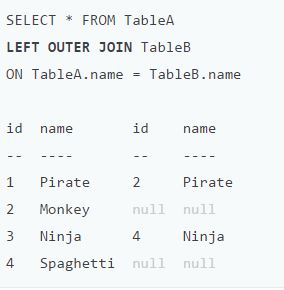 SELECT * FROM TableA
LEFT OUTER JOIN TableB
ON TableA.name = TableB.name
id  name       id  name
--  ----       --  ----
1   Pirate     2   Pirate
2   Monkey     null  null
3   Ninja      4   Ninja
4   Spaghetti  null  null